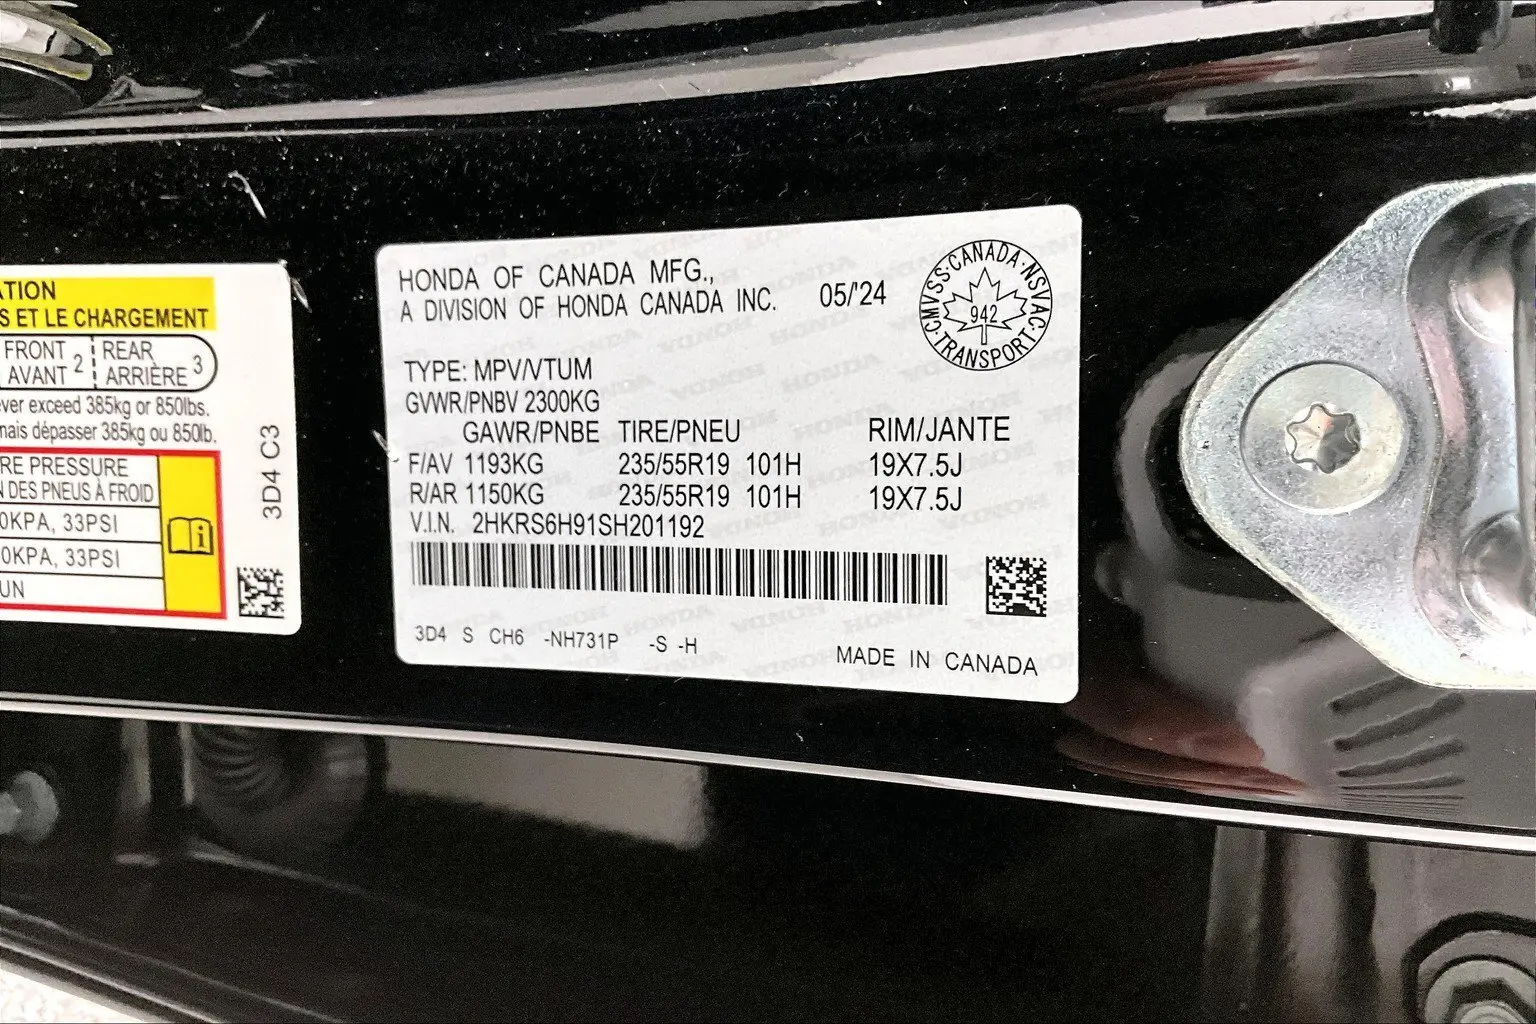 ATION
S ET LE CHARGEMENT
FRONT
AVANT 2
REAR
ARRIÈRE 3
ever exceed 385kg or 850lbs.
mais dépasser 385kg ou 850lb.
RE PRESSURE
N DES PNEUS À FROID
0KPA, 33PSI
0KPA, 33PSI
UN
3D4 C3
HONDA OF CANADA MFG.,
A DIVISION OF HONDA CANADA INC.
05/'24
CANADA · NSVAC · TRANSPORT · CMVSS ·
942
TYPE: MPV/VTUM
GVWR/PNBV 2300KG
GAWR/PNBE TIRE/PNEU RIM/JANTE
F/AV 1193KG 235/55R19 101H 19X7.5J
R/AR 1150KG 235/55R19 101H 19X7.5J
V.I.N. 2HKRS6H91SH201192
3D4 S CH6 -NH731P -S -H
MADE IN CANADA